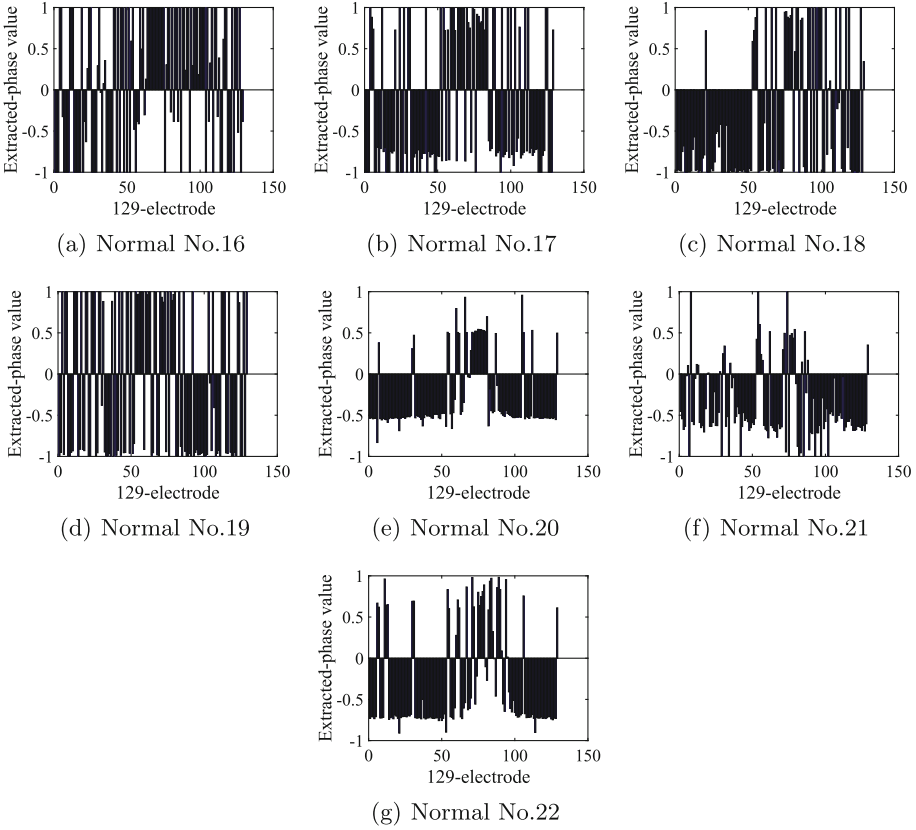 Extracted-phase value
1
0.5
0
-0.5
-1
0 50 100 150
129-electrode
(a) Normal No.16
Extracted-phase value
1
0.5
0
-0.5
-1
0 50 100 150
129-electrode
(b) Normal No.17
Extracted-phase value
1
0.5
0
-0.5
-1
0 50 100 150
129-electrode
(c) Normal No.18
Extracted-phase value
1
0.5
0
-0.5
-1
0 50 100 150
129-electrode
(d) Normal No.19
Extracted-phase value
1
0.5
0
-0.5
-1
0 50 100 150
129-electrode
(e) Normal No.20
Extracted-phase value
1
0.5
0
-0.5
-1
0 50 100 150
129-electrode
(f) Normal No.21
Extracted-phase value
1
0.5
0
-0.5
-1
0 50 100 150
129-electrode
(g) Normal No.22